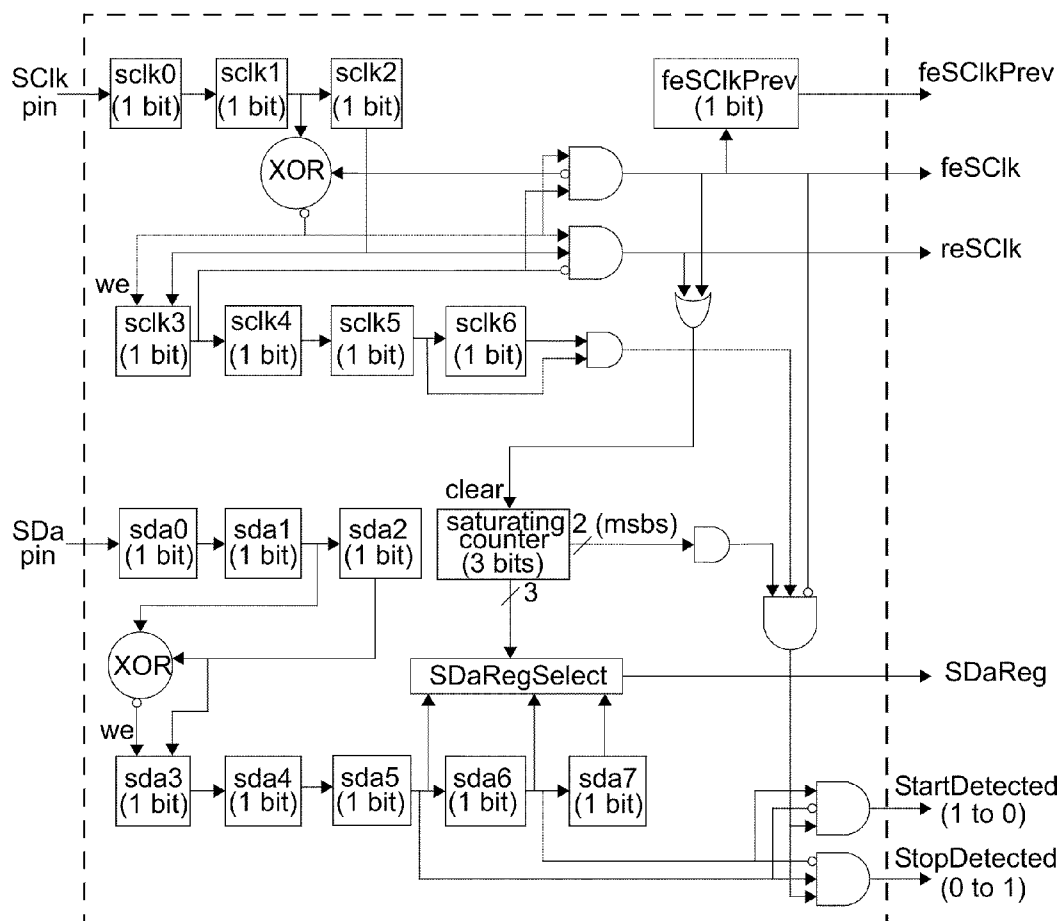 SClk
pin
sclk0
(1 bit)
sclk1
(1 bit)
sclk2
(1 bit)
feSClkPrev
(1 bit)
feSClkPrev
XOR
feSClk
reSClk
we
sclk3
(1 bit)
sclk4
(1 bit)
sclk5
(1 bit)
sclk6
(1 bit)
clear
SDa
pin
sda0
(1 bit)
sda1
(1 bit)
sda2
(1 bit)
saturating
counter
(3 bits)
2 (msbs)
3
XOR
SDaRegSelect
SDaReg
we
sda3
(1 bit)
sda4
(1 bit)
sda5
(1 bit)
sda6
(1 bit)
sda7
(1 bit)
StartDetected
(1 to 0)
StopDetected
(0 to 1)